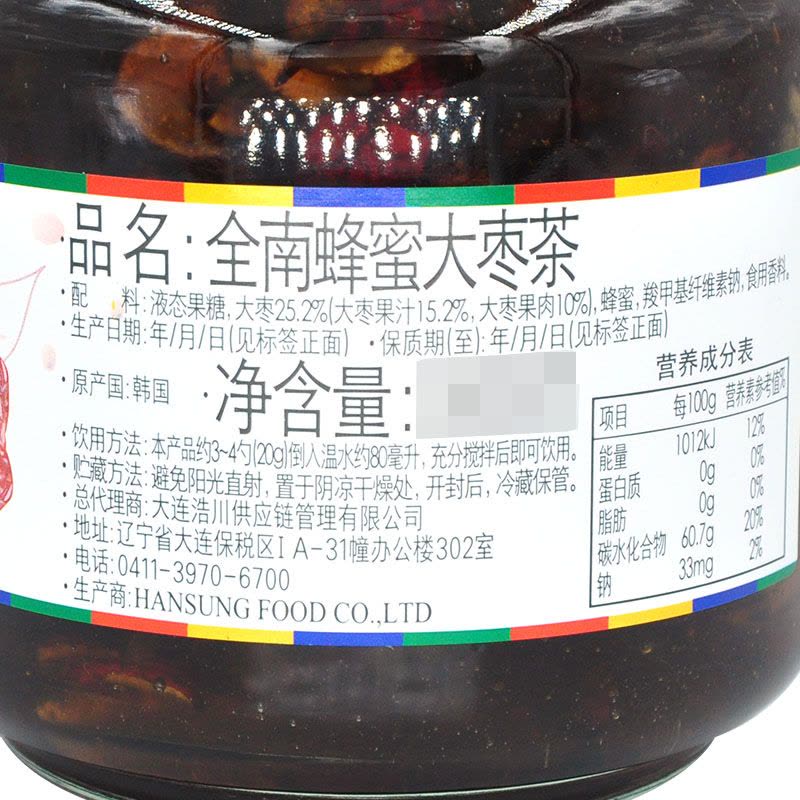 ·品名:全南蜂蜜大枣茶
·配 料:液态果糖, 大枣25.2%(大枣果汁15.2%, 大枣果肉10%), 蜂蜜, 羧甲基纤维素钠, 食用香料。
·生产日期:年/月/日(见标签正面) ·保质期(至):年/月/日(见标签正面)
·原产国:韩国 ·净含量:
·饮用方法:本产品约3~4勺(20g)倒入温水约80毫升, 充分搅拌后即可饮用。
·贮藏方法:避免阳光直射, 置于阴凉干燥处, 开封后, 冷藏保管。
·总代理商:大连浩川供应链管理有限公司
·地址:辽宁省大连保税区I A-31幢办公楼302室
·电话:0411-3970-6700
·生产商:HANSUNG FOOD CO.,LTD
营养成分表
项目 每100g 营养素参考值%
能量 1012kJ 12%
蛋白质 0g 0%
脂肪 0g 0%
碳水化合物 60.7g 20%
钠 33mg 2%